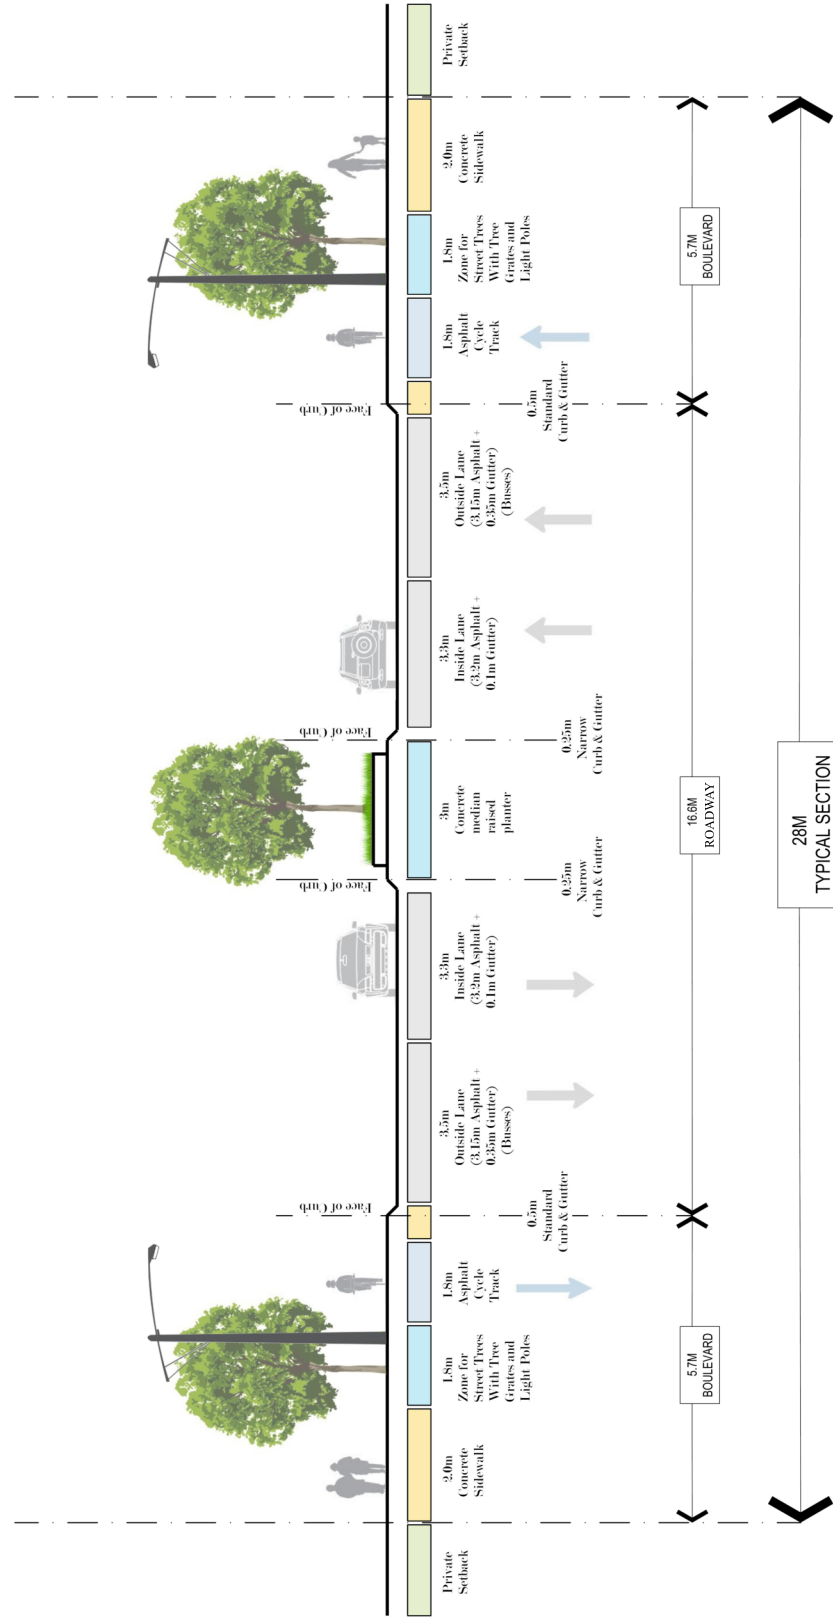 Private
Setback
2.0m
Concrete
Sidewalk
1.8m
Zone for
Street Trees
With Tree
Grates and
Light Poles
1.8m
Asphalt
Cycle
Track
Face of Curb
0.5m
Standard
Curb & Gutter
3.5m
Outside Lane
(3.15m Asphalt +
0.35m Gutter)
(Busses)
3.3m
Inside Lane
(3.2m Asphalt +
0.1m Gutter)
Face of Curb
0.25m
Narrow
Curb & Gutter
3m
Concrete
median
raised
planter
Face of Curb
0.25m
Narrow
Curb & Gutter
3.3m
Inside Lane
(3.2m Asphalt +
0.1m Gutter)
3.5m
Outside Lane
(3.15m Asphalt +
0.35m Gutter)
(Busses)
Face of Curb
0.5m
Standard
Curb & Gutter
1.8m
Asphalt
Cycle
Track
1.8m
Zone for
Street Trees
With Tree
Grates and
Light Poles
2.0m
Concrete
Sidewalk
Private
Setback
5.7M
BOULEVARD
16.6M
ROADWAY
5.7M
BOULEVARD
28M
TYPICAL SECTION